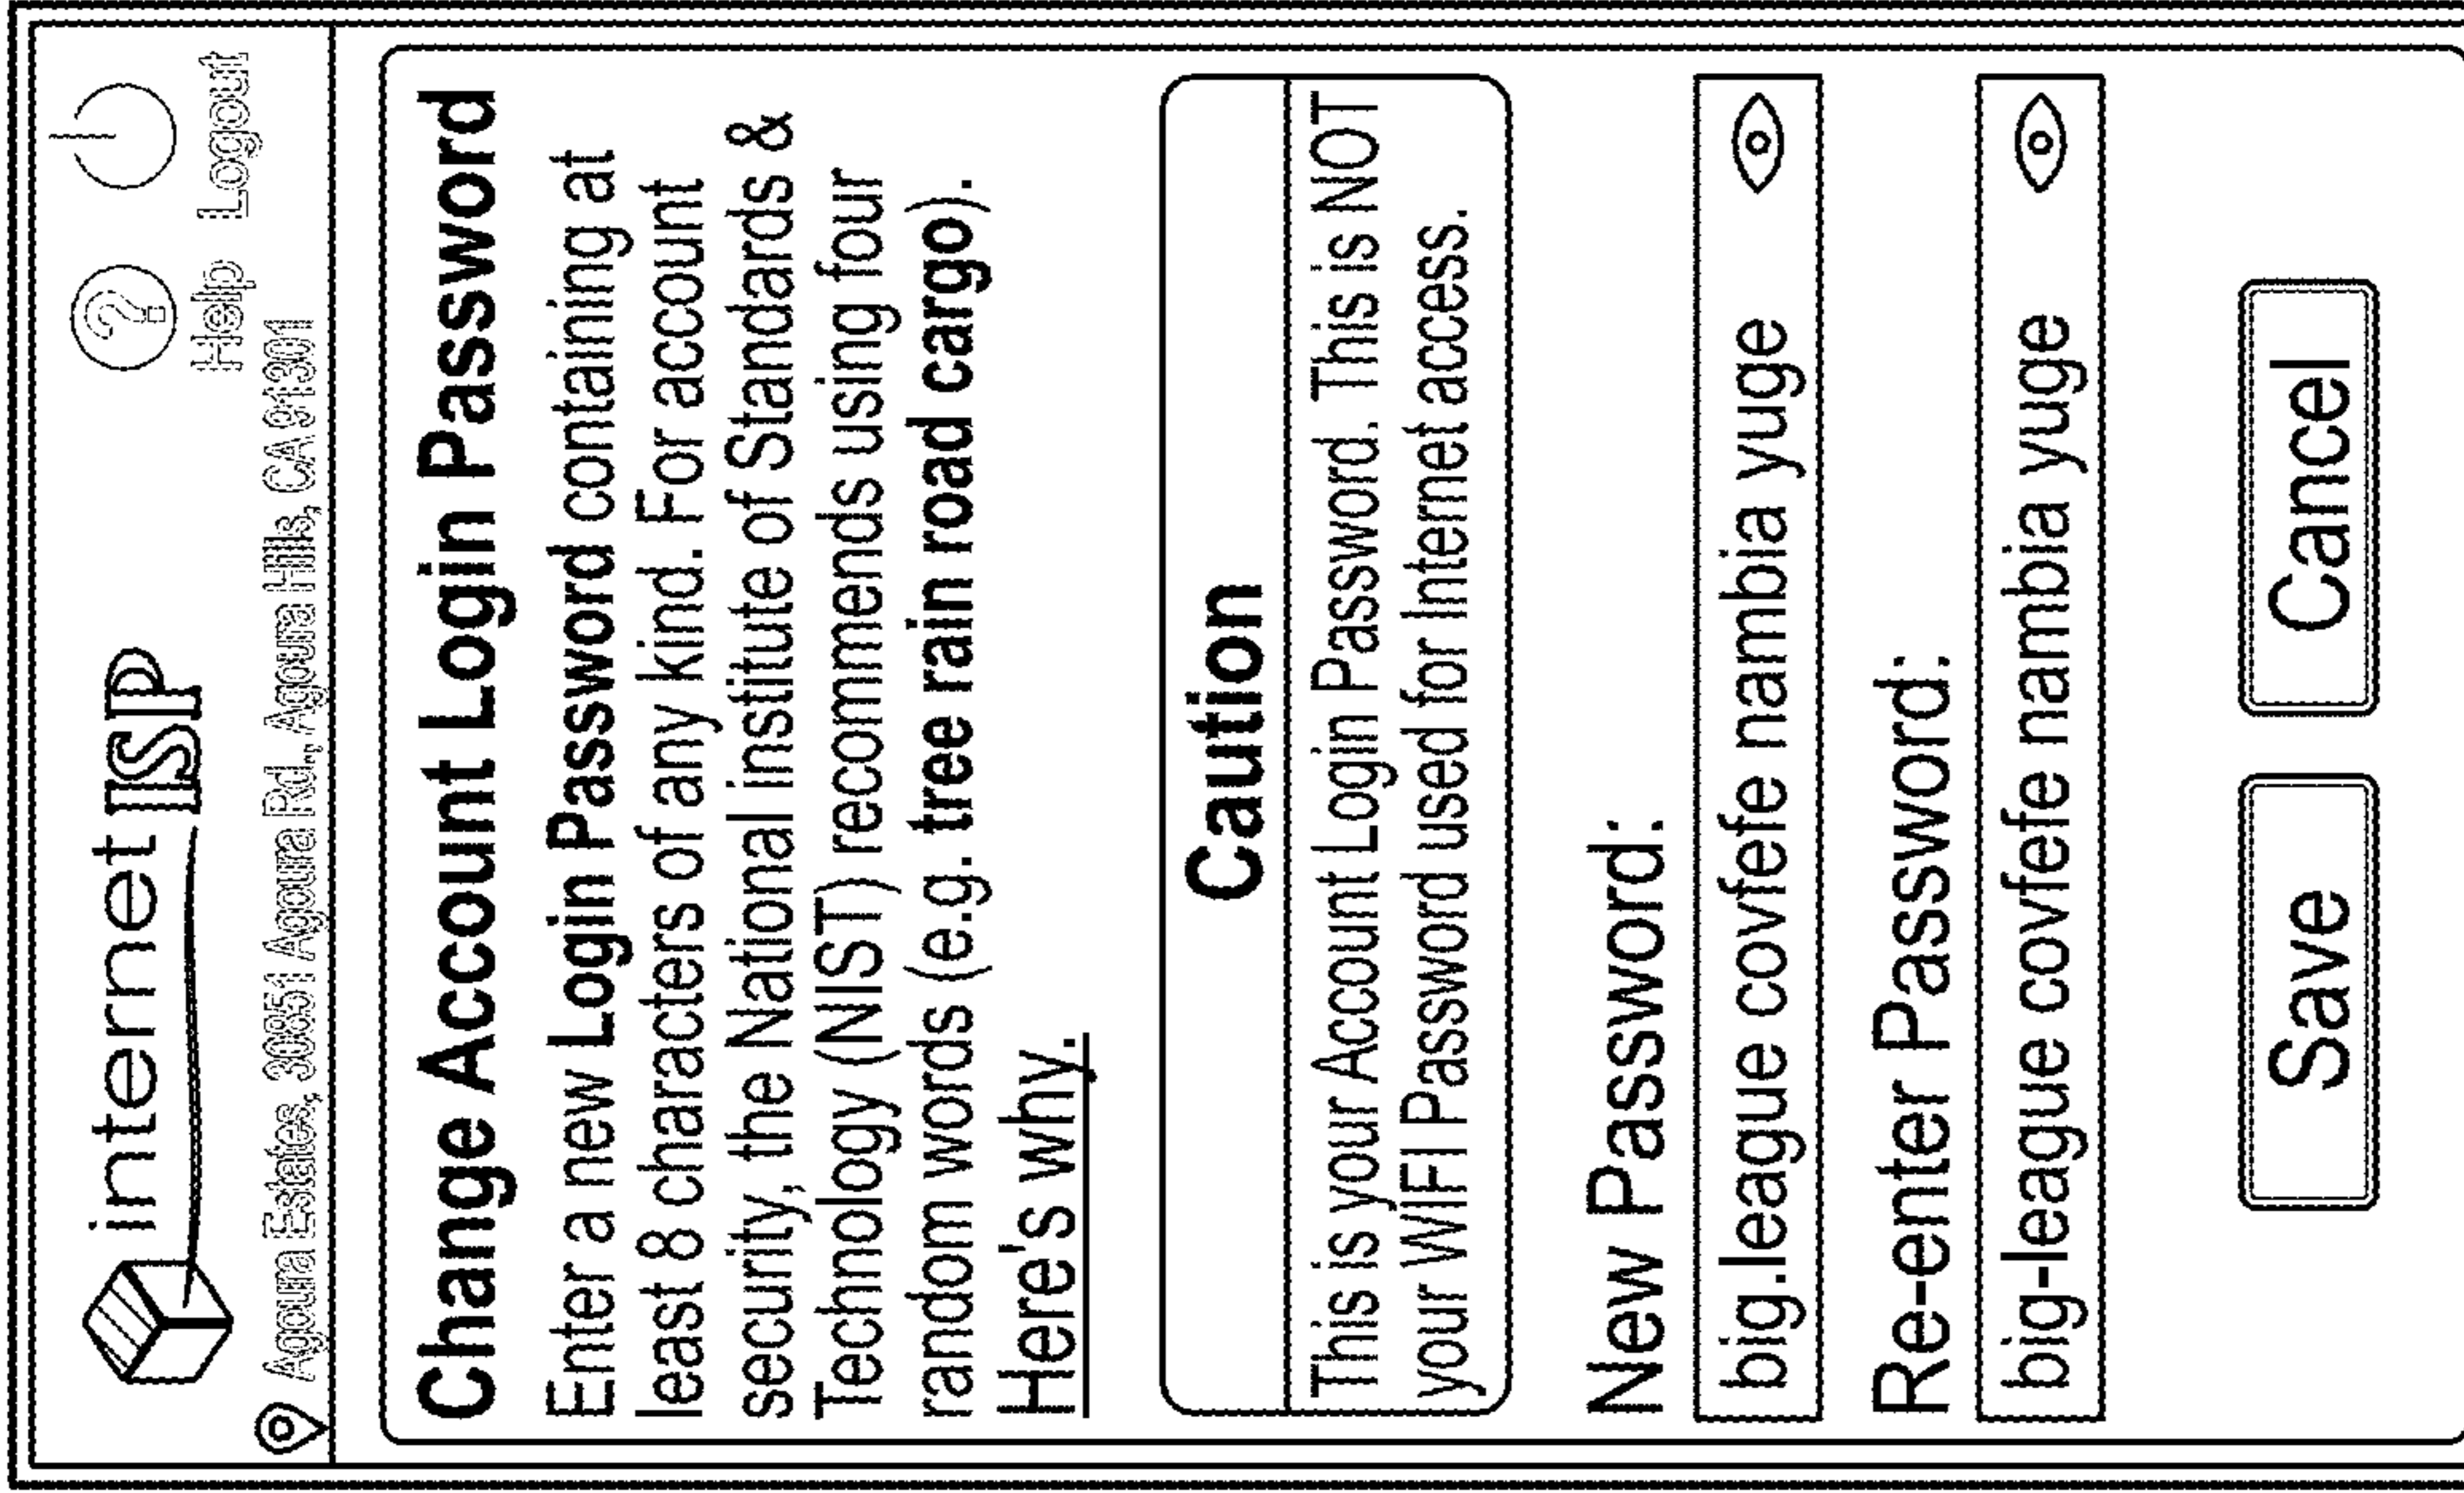 internet ISP
Help Logout
Agoura Estates, 30851 Agoura Rd., Agoura Hills, CA 91301
Change Account Login Password
Enter a new Login Password containing at
least 8 characters of any kind. For account
security, the National institute of Standards &
Technology (NIST) recommends using four
random words (e.g. tree rain road cargo).
Here's why.
Caution
This is your Account Login Password. This is NOT
your WIFI Password used for Internet access.
New Password:
big.league covfefe nambia yuge
Re-enter Password:
big-league covfefe nambia yuge
Save Cancel